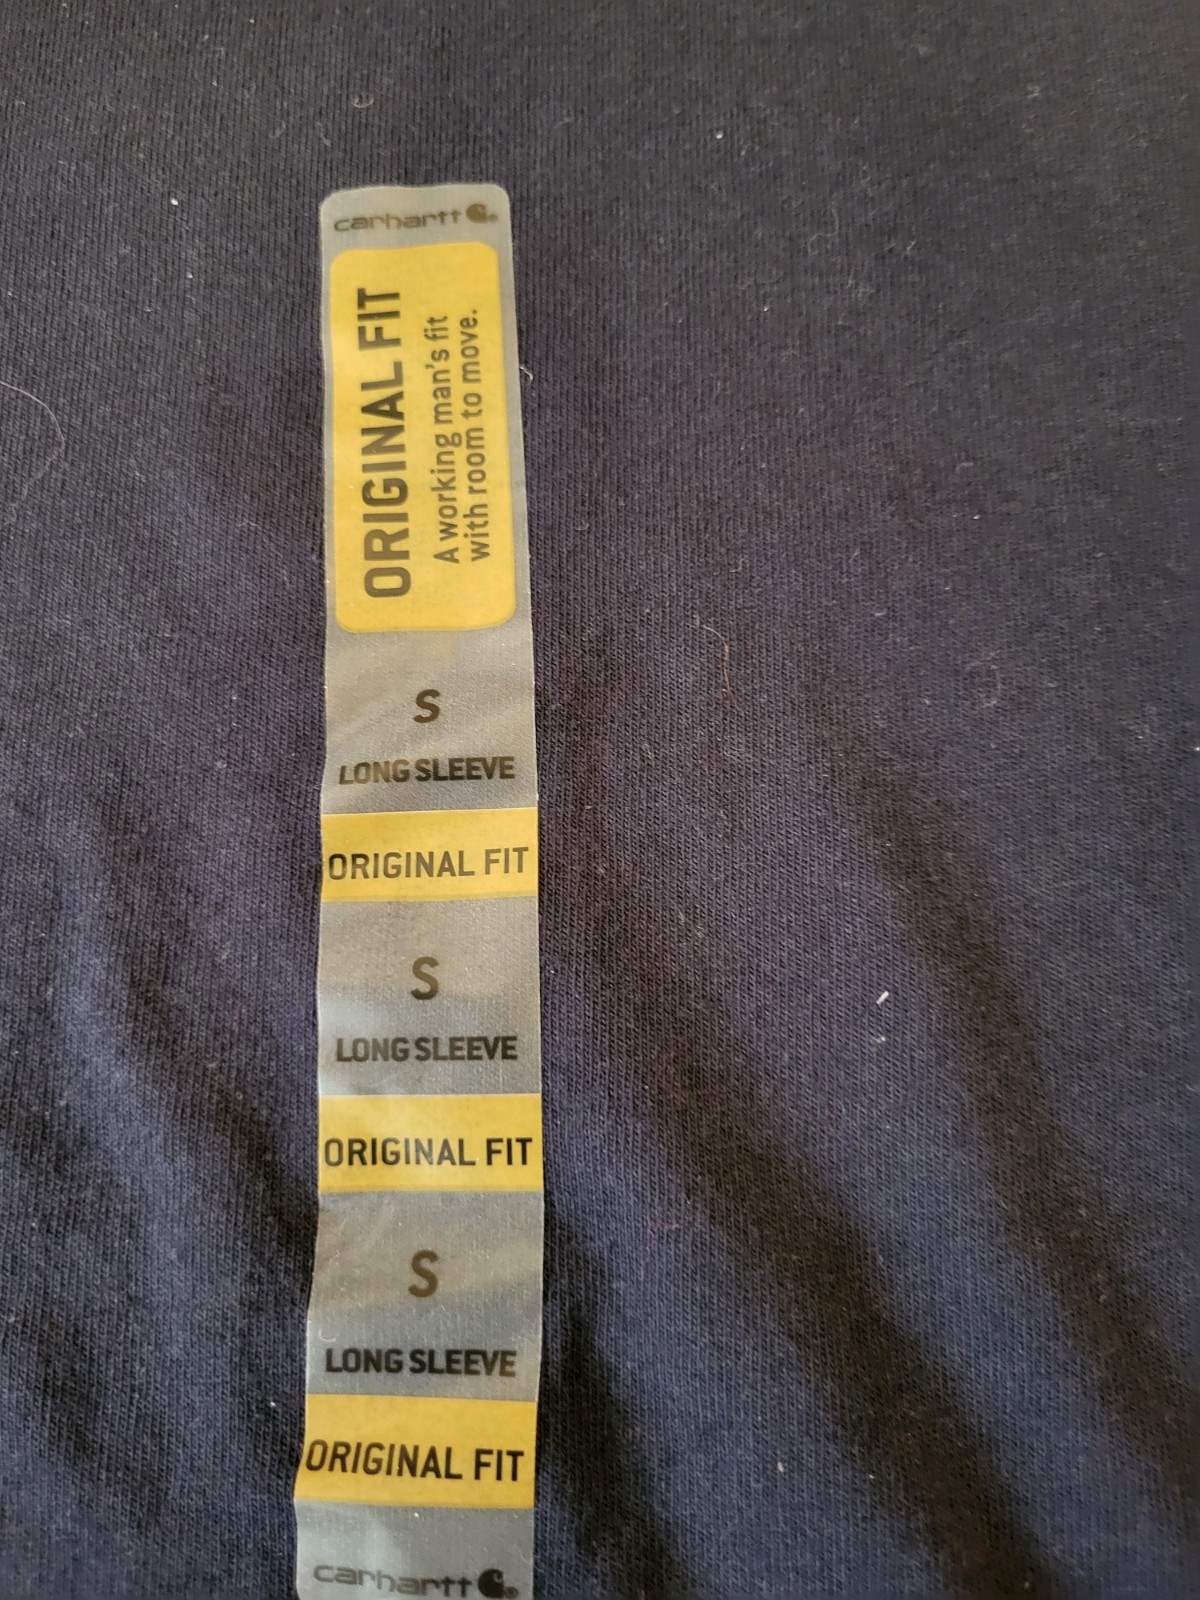 carhartt
ORIGINAL FIT
A working man's fit
with room to move.
S
LONG SLEEVE
ORIGINAL FIT
S
LONG SLEEVE
ORIGINAL FIT
S
LONG SLEEVE
ORIGINAL FIT
carhartt